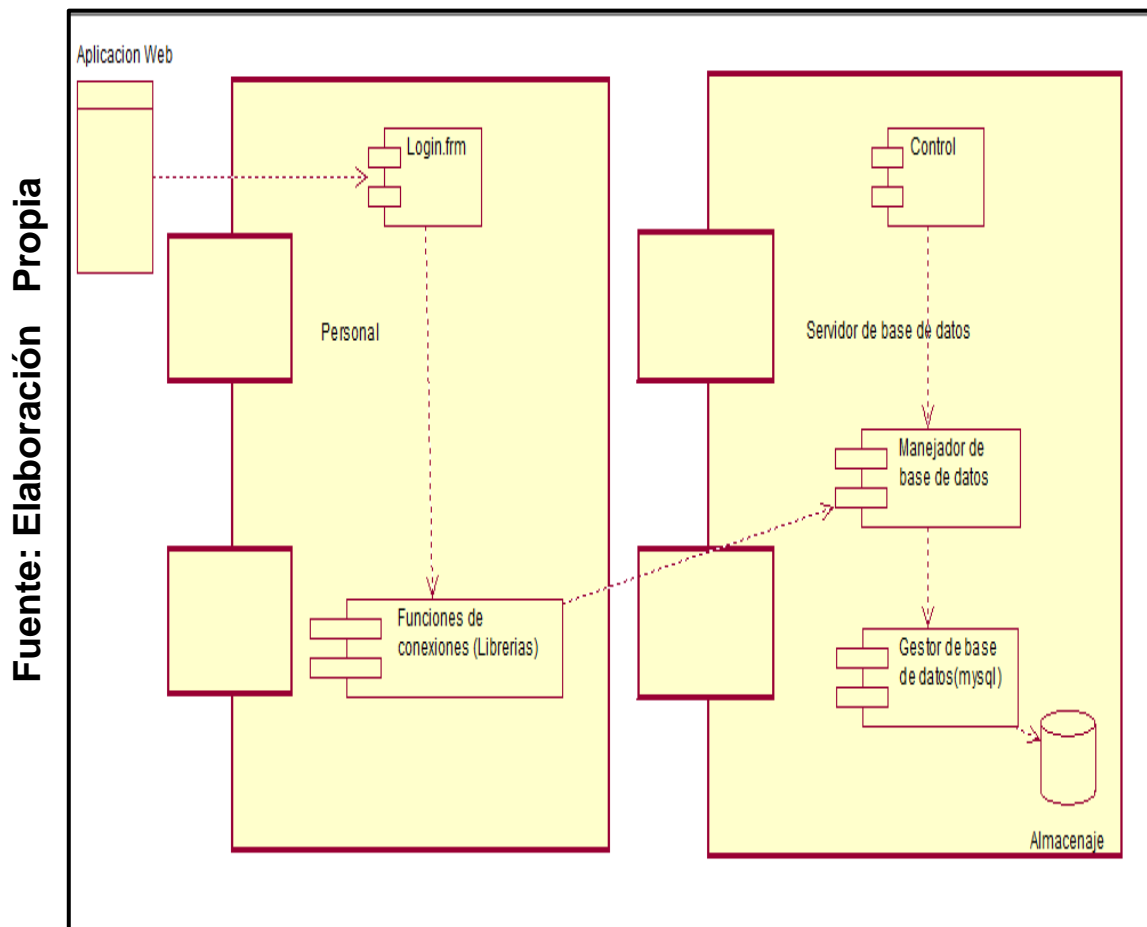 Fuente: Elaboración Propia
Aplicacion Web
Login.frm
Personal
Funciones de
conexiones (Librerias)
Control
Servidor de base de datos
Manejador de
base de datos
Gestor de base
de datos(mysql)
Almacenaje